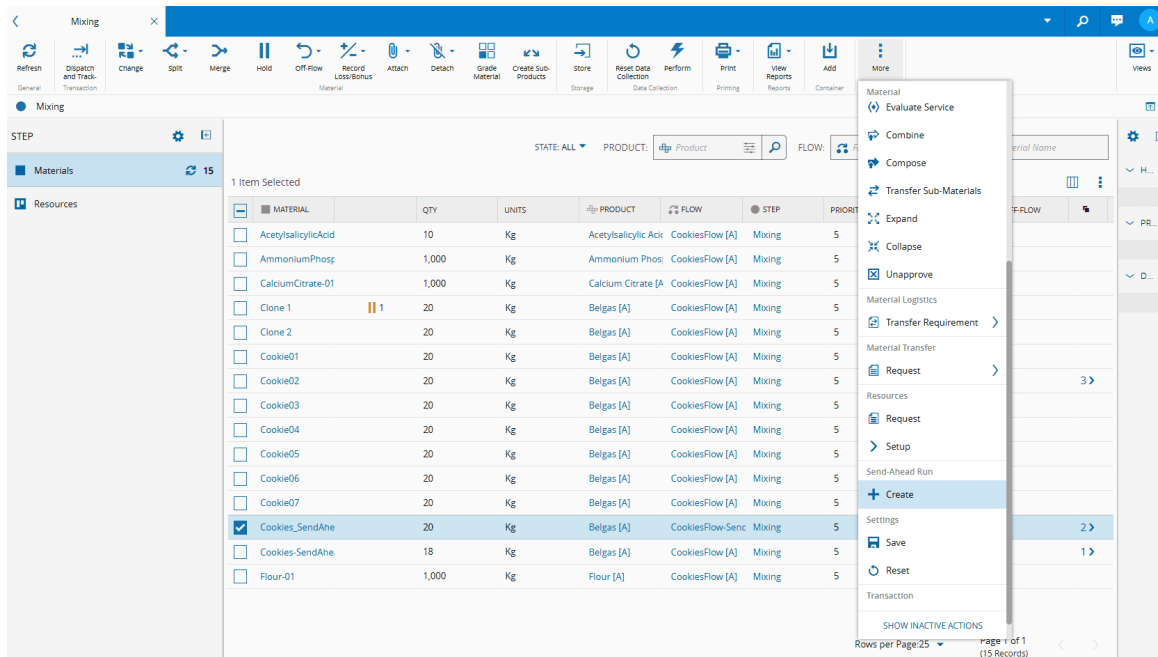 Mixing
A
Refresh
Dispatch
and Track-
Change
Split
Merge
Hold
Off-Flow
Record
Loss/Bonus
Attach
Detach
Grade
Material
Create Sub-
Products
Store
Reset Data
Collection
Perform
Print
View
Reports
Add
More
Views
General
Transaction
Material
Storage
Data Collection
Printing
Reports
Container
Mixing
STEP
Materials
15
Resources
STATE: ALL
PRODUCT:
Product
FLOW:
erial Name
1 Item Selected
MATERIAL
QTY
UNITS
PRODUCT
FLOW
STEP
PRIORIT
FF-FLOW
AcetylsalicylicAcid 10 Kg Acetylsalicylic Acic CookiesFlow [A] Mixing 5
AmmoniumPhosp 1,000 Kg Ammonium Phos CookiesFlow [A] Mixing 5
CalciumCitrate-01 1,000 Kg Calcium Citrate [A CookiesFlow [A] Mixing 5
Clone 1 1 20 Kg Belgas [A] CookiesFlow [A] Mixing 5
Clone 2 20 Kg Belgas [A] CookiesFlow [A] Mixing 5
Cookie01 20 Kg Belgas [A] CookiesFlow [A] Mixing 5
Cookie02 20 Kg Belgas [A] CookiesFlow [A] Mixing 5 3
Cookie03 20 Kg Belgas [A] CookiesFlow [A] Mixing 5
Cookie04 20 Kg Belgas [A] CookiesFlow [A] Mixing 5
Cookie05 20 Kg Belgas [A] CookiesFlow [A] Mixing 5
Cookie06 20 Kg Belgas [A] CookiesFlow [A] Mixing 5
Cookie07 20 Kg Belgas [A] CookiesFlow [A] Mixing 5
Cookies_SendAhe 20 Kg Belgas [A] CookiesFlow-Senc Mixing 5 2
Cookies-SendAhe 18 Kg Belgas [A] CookiesFlow [A] Mixing 5 1
Flour-01 1,000 Kg Flour [A] CookiesFlow [A] Mixing 5
Rows per Page:25
Page 1 of 1
(15 Records)
Material
Evaluate Service
Combine
Compose
Transfer Sub-Materials
Expand
Collapse
Unapprove
Material Logistics
Transfer Requirement
Material Transfer
Request
Resources
Request
Setup
Send-Ahead Run
Create
Settings
Save
Reset
Transaction
SHOW INACTIVE ACTIONS
H...
PR...
D...